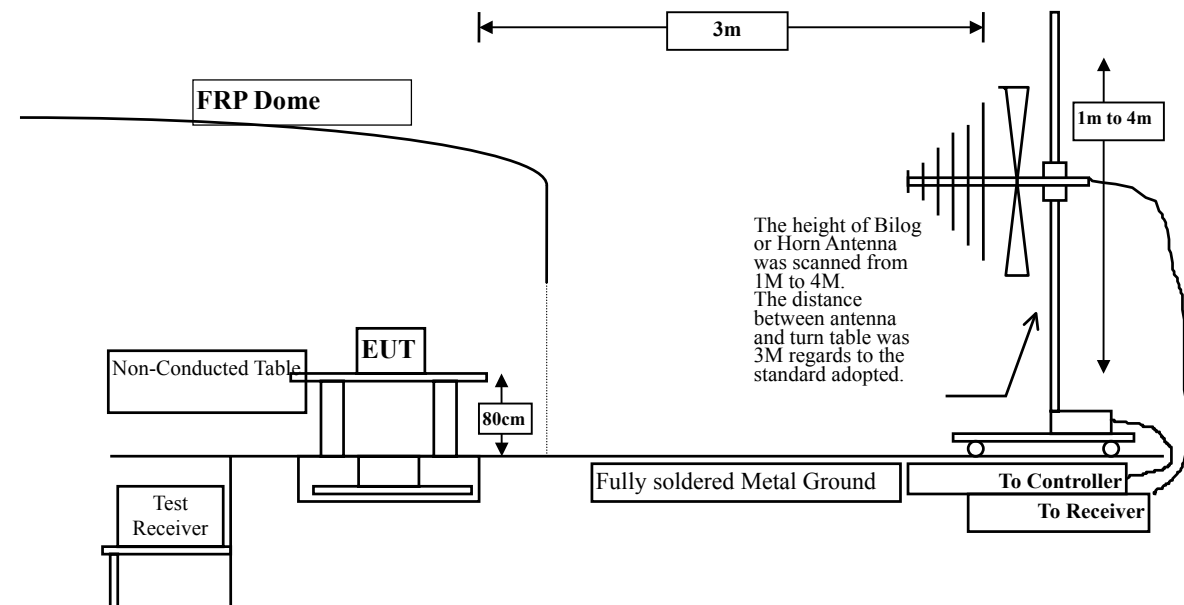 3m
FRP Dome
1m to 4m
The height of Bilog
or Horn Antenna
was scanned from
1M to 4M.
The distance
between antenna
and turn table was
3M regards to the
standard adopted.
EUT
Non-Conducted Table
80cm
Fully soldered Metal Ground
To Controller
To Receiver
Test
Receiver